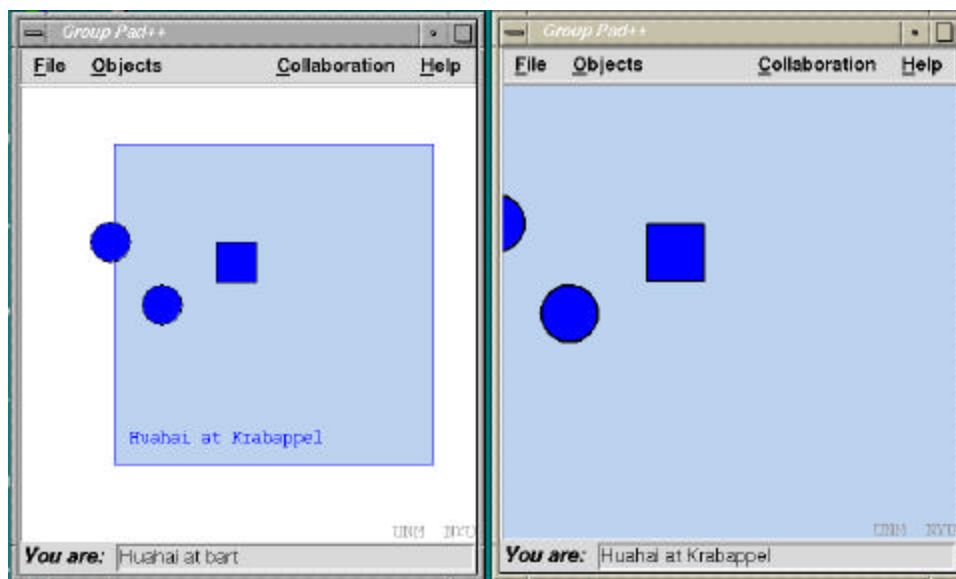 Group Pad++
File Objects Collaboration Help
Huahai at Krabappel
UNM NYU
You are: Huahai at bart
Group Pad++
File Objects Collaboration Help
UNM NYU
You are: Huahai at Krabappel